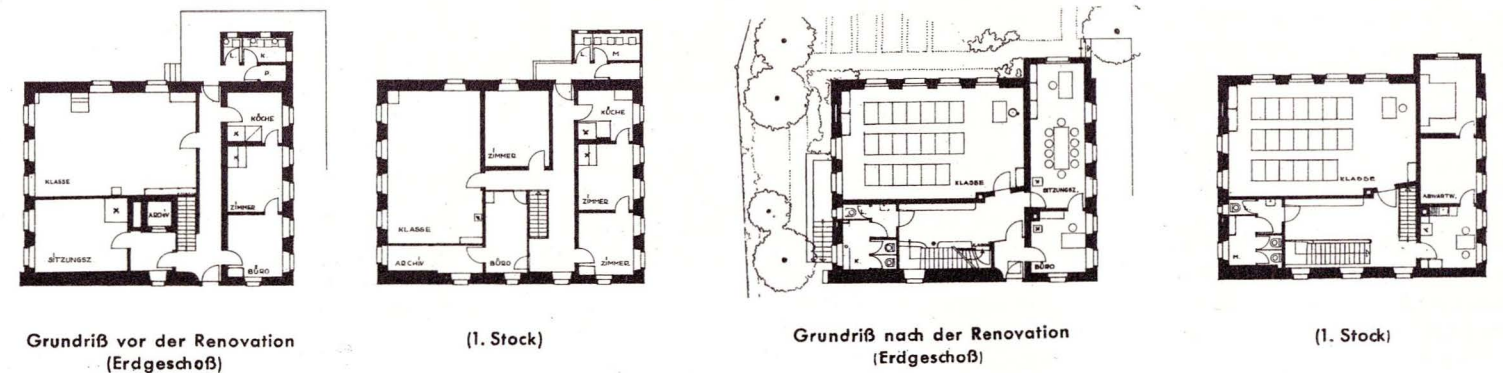 L.
K.
P.
KÜCHE
KLASSE
ZIMMER
ARCHIV
SITZUNGSZ.
BÜRO
Grundriß vor der Renovation
(Erdgeschoß)
L.
M.
KÜCHE
ZIMMER
ZIMMER
KLASSE
ARCHIV
BÜRO
ZIMMER
(1. Stock)
KLASSE
SITZUNGSZ.
K.
BÜRO
Grundriß nach der Renovation
(Erdgeschoß)
KLASSE
ABWARTW.
M.
(1. Stock)